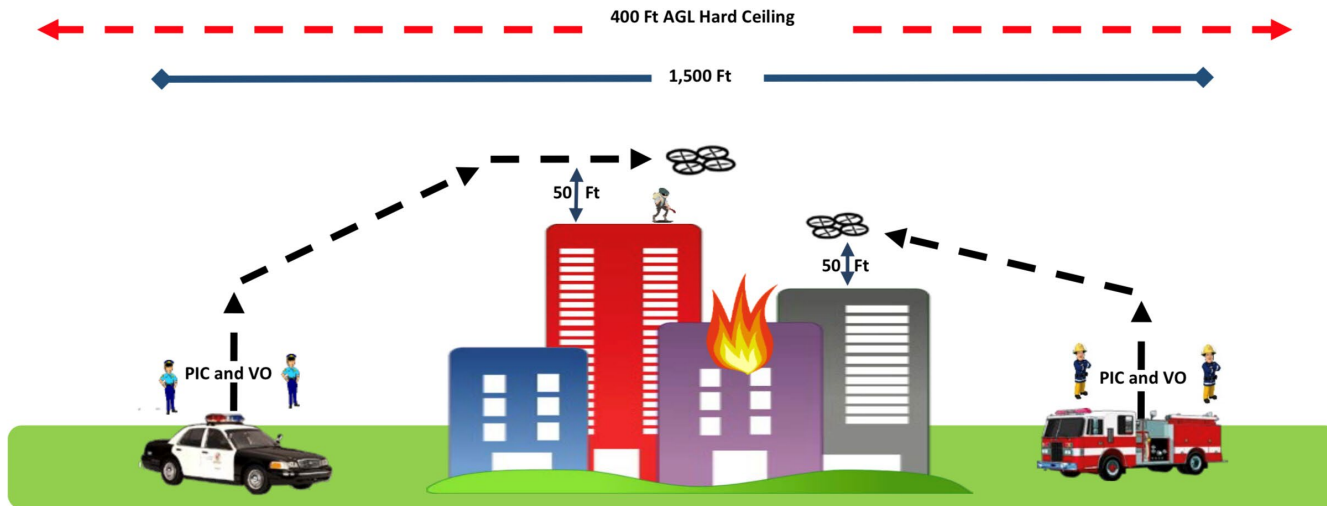 400 Ft AGL Hard Ceiling
1,500 Ft
50 Ft
50 Ft
PIC and VO
PIC and VO